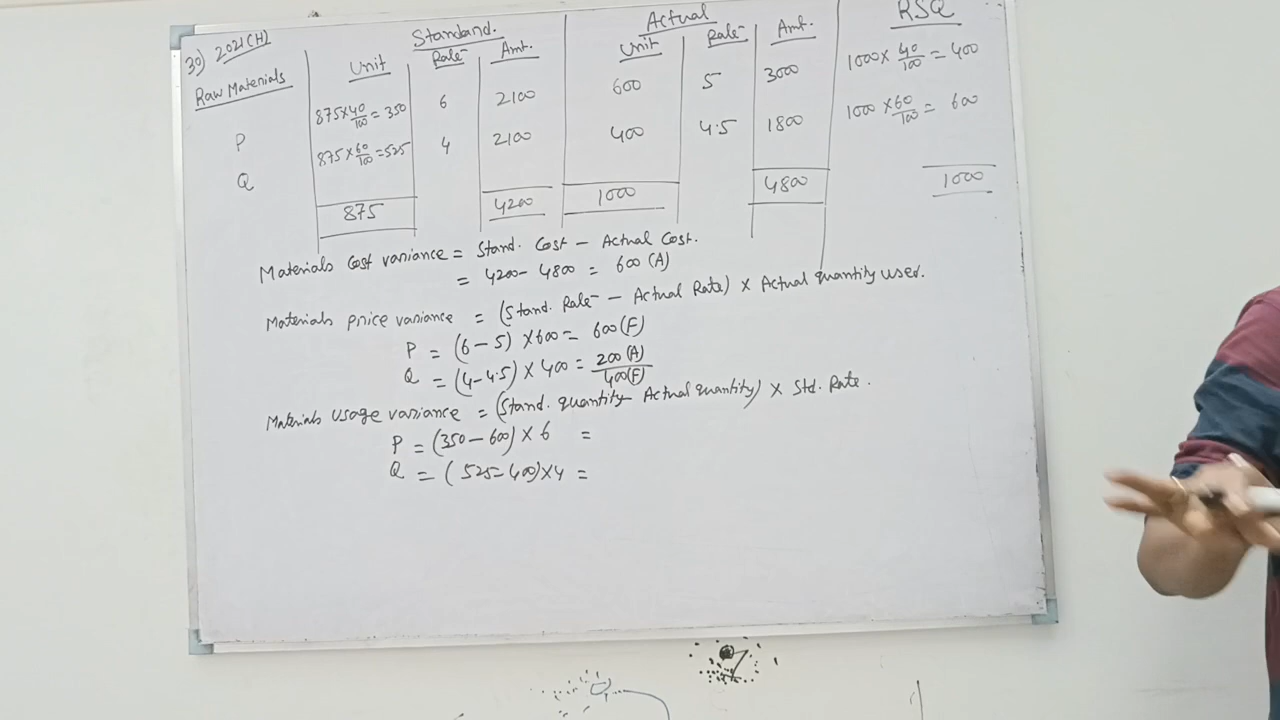 30) 2021(H)
Standard. Actual RSQ
Raw Materials Unit Rate Amt. Unit Rate Amt.
P 875 × 40/100 = 350 6 2100 600 5 3000 1000 × 40/100 = 400
Q 875 × 60/100 = 525 4 2100 400 4.5 1800 1000 × 60/100 = 600
875 4200 1000 4800 1000
Materials Cost variance = Stand. Cost - Actual Cost.
= 4200 - 4800 = 600 (A)
Materials price variance = (Stand. Rate - Actual Rate) × Actual quantity used.
P = (6 - 5) × 600 = 600 (F)
Q = (4 - 4.5) × 400 = 200 (A)
400(F)
Materials Usage variance = (Stand. quantity - Actual quantity) × Std. Rate.
P = (350 - 600) × 6 =
Q = (525 - 400) × 4 =